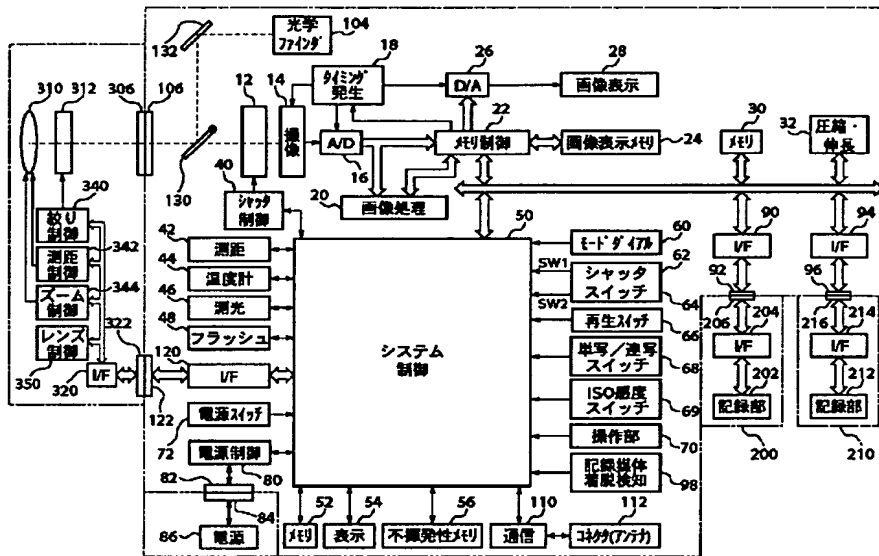 132
光学
ファインダ
104
310
312
306
106
12
14
18
タイミング
発生
26
D/A
28
画像表示
撮像
A/D
16
22
メモリ制御
画像表示メモリ
24
30
メモリ
32
圧縮・
伸長
130
40
シャッタ
制御
20
画像処理
340
絞り
制御
342
測距
制御
344
ズーム
制御
レンズ
制御
350
320
I/F
322
122
42
測距
44
温度計
46
測光
48
フラッシュ
120
I/F
72
電源スイッチ
電源制御
80
82
84
86
電源
50
システム
制御
モードダイアル
60
SW1
シャッタ
スイッチ
62
64
SW2
再生スイッチ
66
単写/連写
スイッチ
68
ISO感度
スイッチ
69
操作部
70
記録媒体
着脱検知
98
90
I/F
92
206
204
I/F
202
記録部
200
94
I/F
96
216
214
I/F
212
記録部
210
メモリ
52
表示
54
不揮発性メモリ
56
通信
110
コネクタ(アンテナ)
112